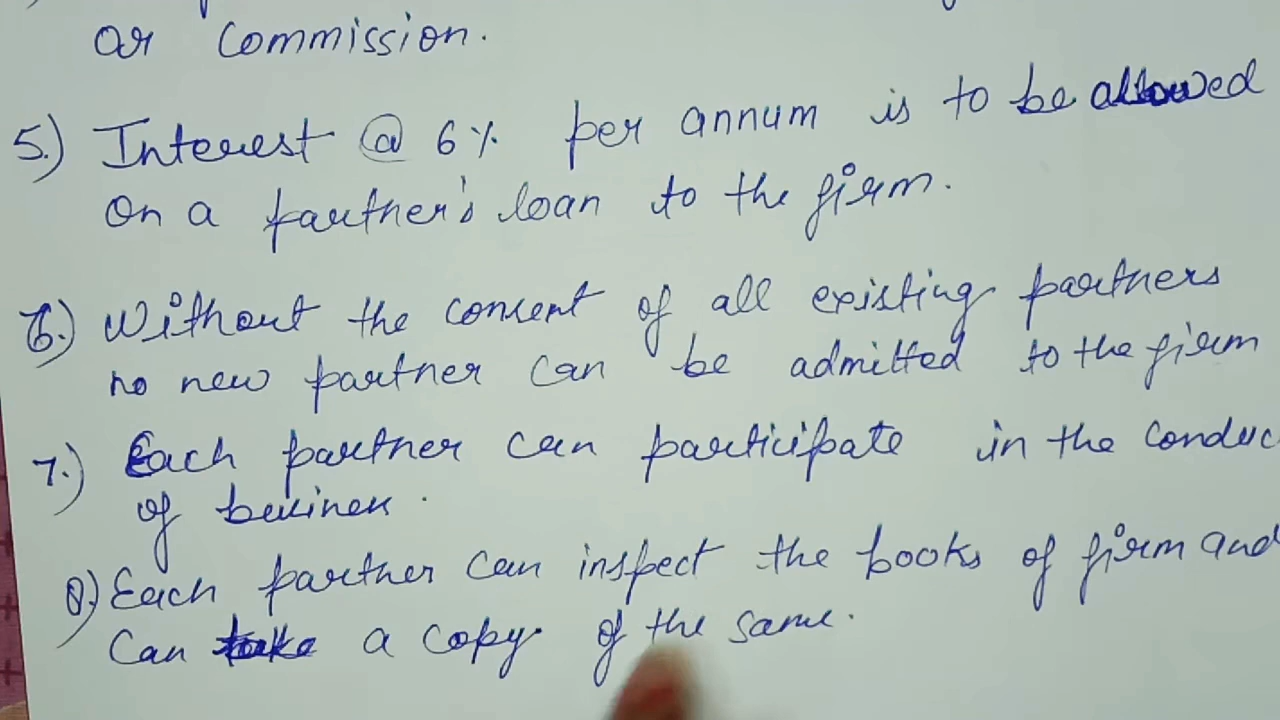 or commission.
5.) Interest @ 6% per annum is to be allowed
on a partner's loan to the firm.
6.) Without the consent of all existing partners
no new partner can be admitted to the firm
7.) Each partner can participate in the conduc
of business.
8) Each partner can inspect the books of firm and
can take a copy of the same.